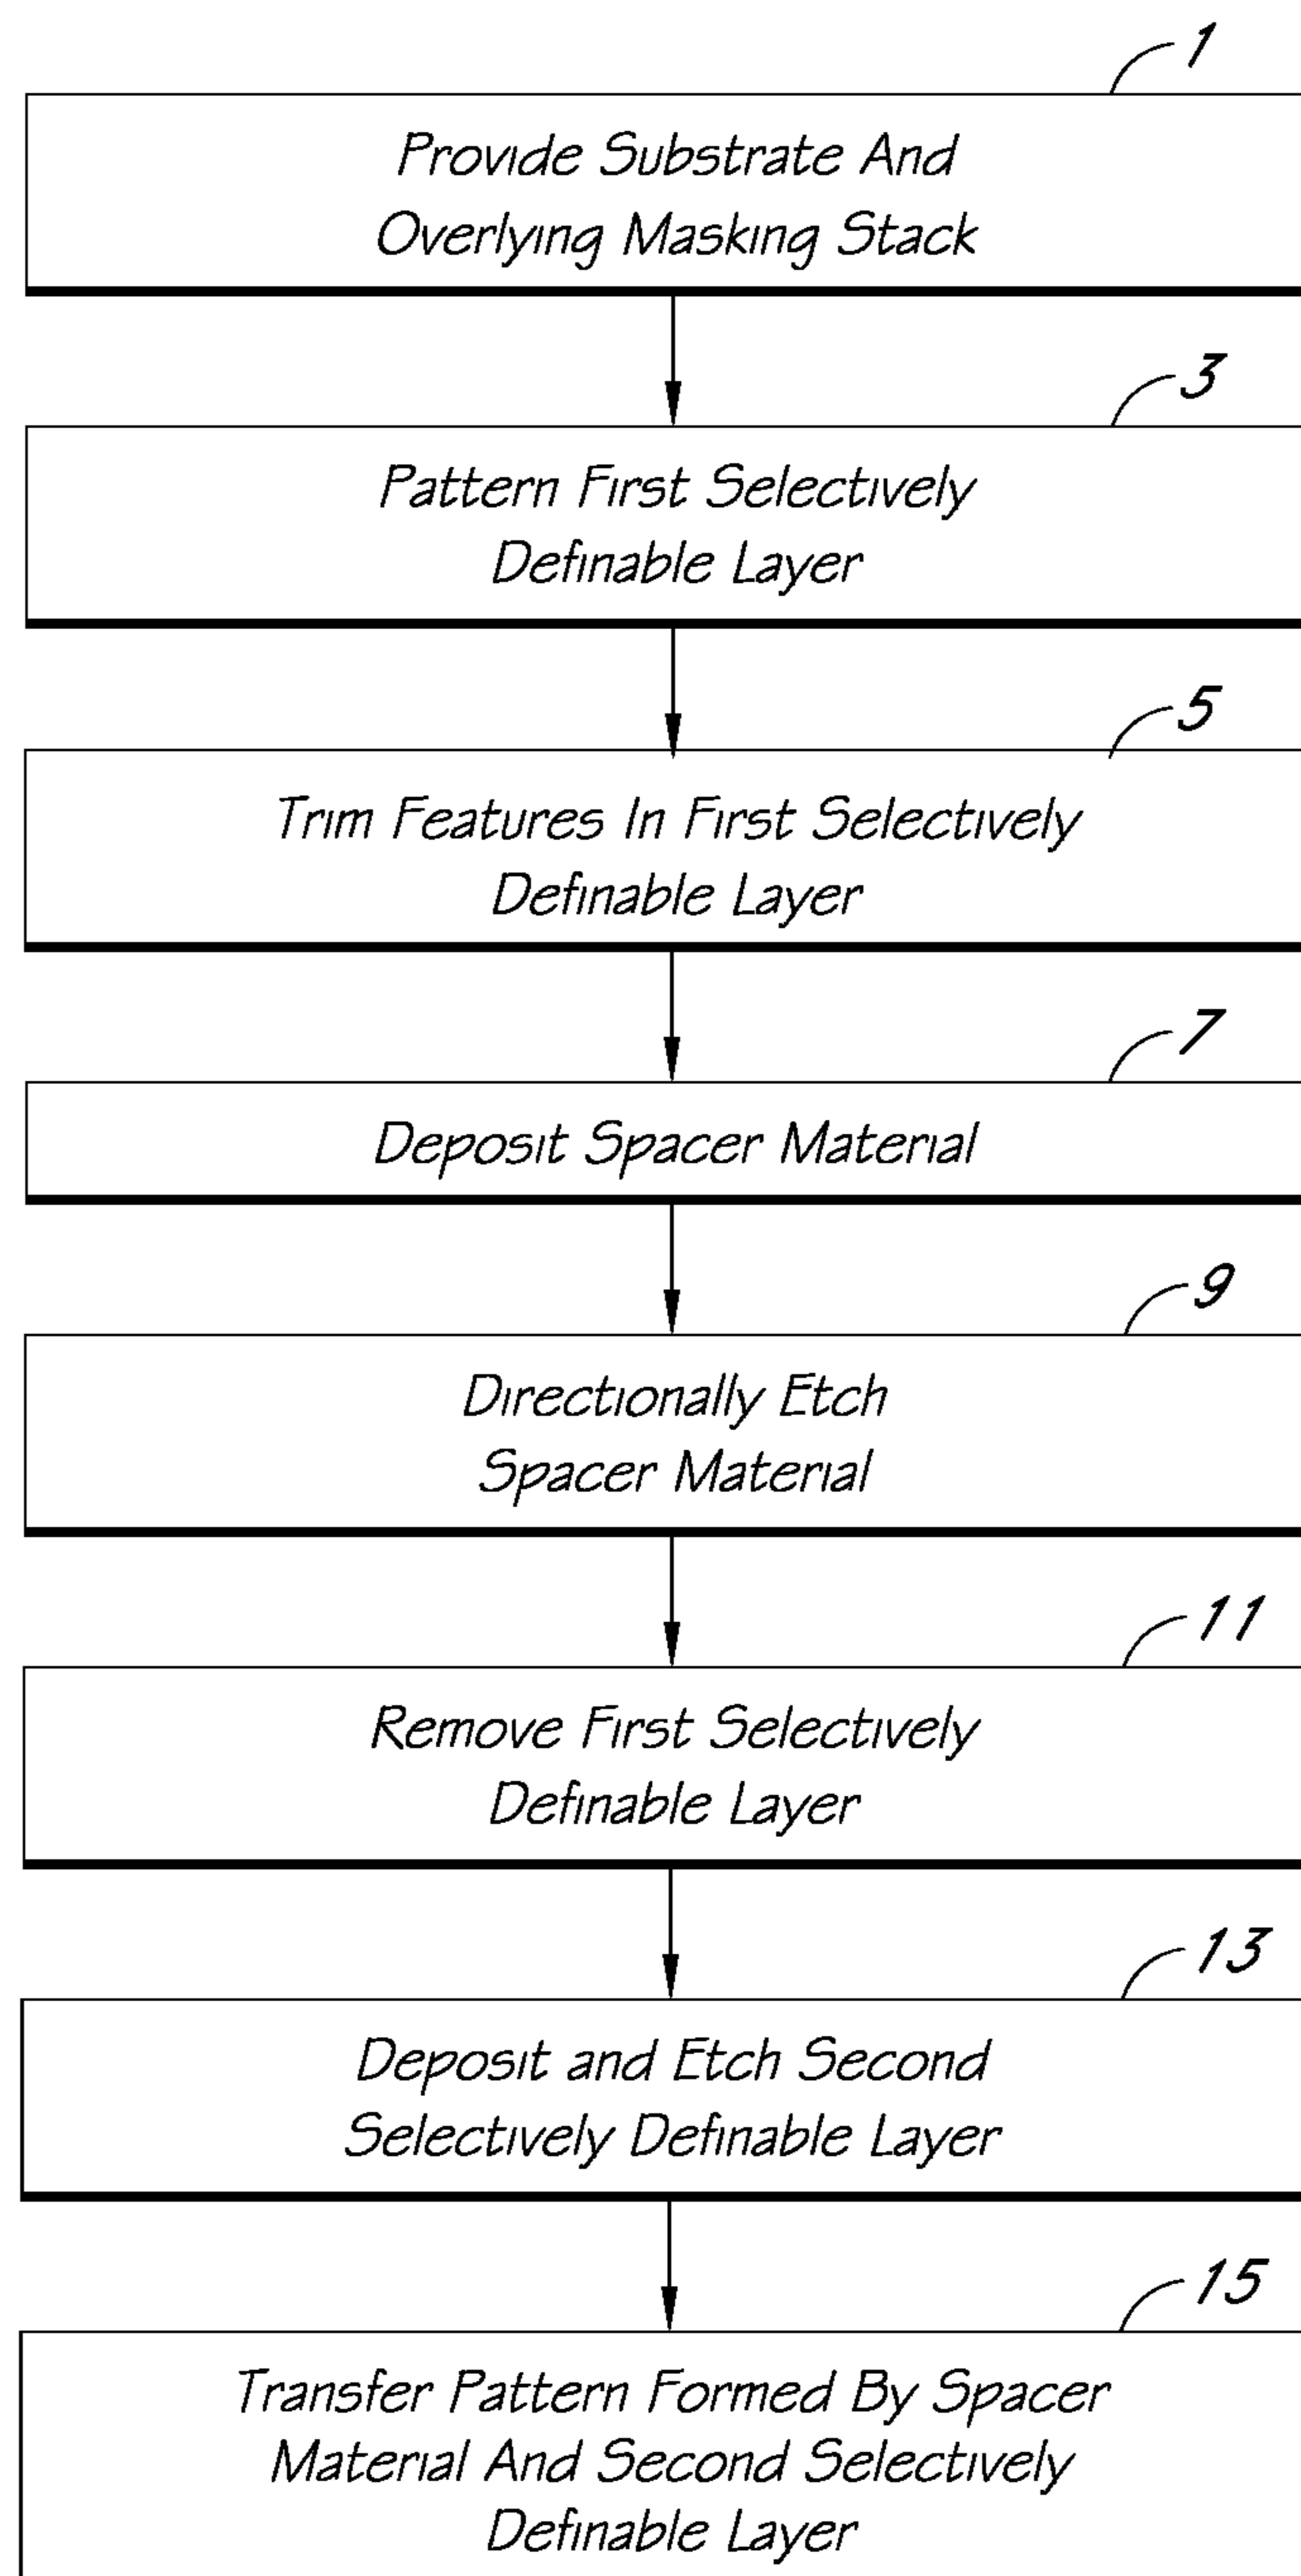 1
Provide Substrate And
Overlying Masking Stack
3
Pattern First Selectively
Definable Layer
5
Trim Features In First Selectively
Definable Layer
7
Deposit Spacer Material
9
Directionally Etch
Spacer Material
11
Remove First Selectively
Definable Layer
13
Deposit and Etch Second
Selectively Definable Layer
15
Transfer Pattern Formed By Spacer
Material And Second Selectively
Definable Layer